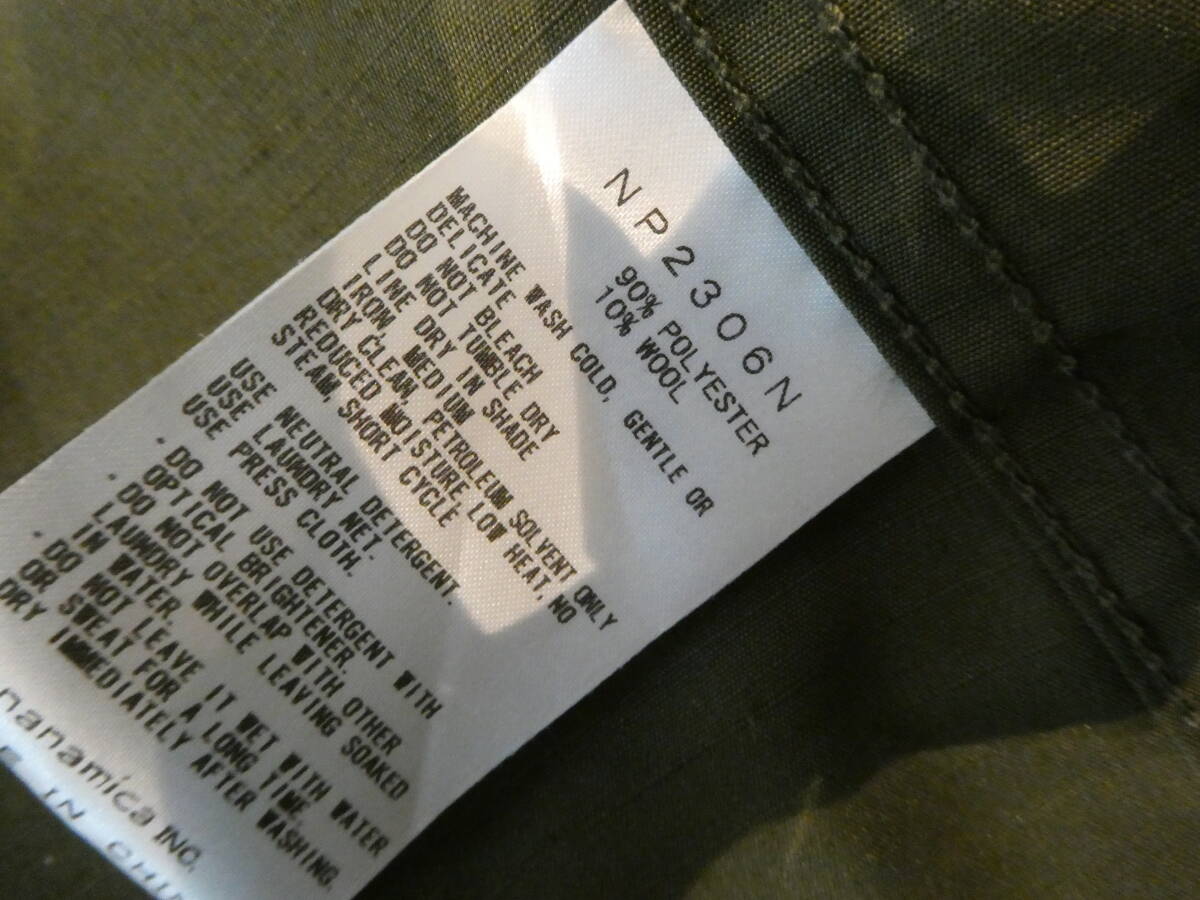 NP2306N
90% POLYESTER
10% WOOL
MACHINE WASH COLD, GENTLE OR
DELICATE
DO NOT BLEACH
DO NOT TUMBLE DRY
LINE DRY IN SHADE
IRON, MEDIUM
DRY CLEAN, PETROLEUM SOLVENT ONLY
REDUCED MOISTURE, LOW HEAT, NO
STEAM, SHORT CYCLE
USE NEUTRAL DETERGENT.
USE LAUNDRY NET.
USE PRESS CLOTH.
・DO NOT USE DETERGENT WITH
OPTICAL BRIGHTENER.
・DO NOT OVERLAP WITH OTHER
LAUNDRY WHILE LEAVING SOAKED
IN WATER.
・DO NOT LEAVE IT WET WITH WATER
OR SWEAT FOR A LONG TIME.
DRY IMMEDIATELY AFTER WASHING.
nanamica INC.
IN